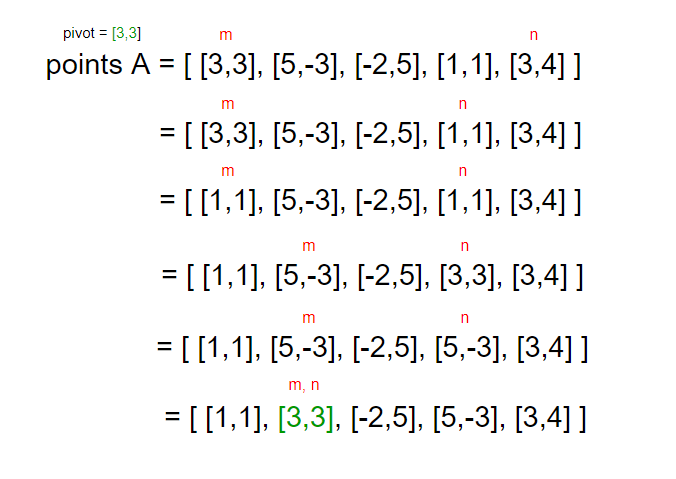 pivot = [3,3] m n
points A = [ [3,3], [5,-3], [-2,5], [1,1], [3,4] ]
m n
= [ [3,3], [5,-3], [-2,5], [1,1], [3,4] ]
m n
= [ [1,1], [5,-3], [-2,5], [1,1], [3,4] ]
m n
= [ [1,1], [5,-3], [-2,5], [3,3], [3,4] ]
m n
= [ [1,1], [5,-3], [-2,5], [5,-3], [3,4] ]
m, n
= [ [1,1], [3,3], [-2,5], [5,-3], [3,4] ]